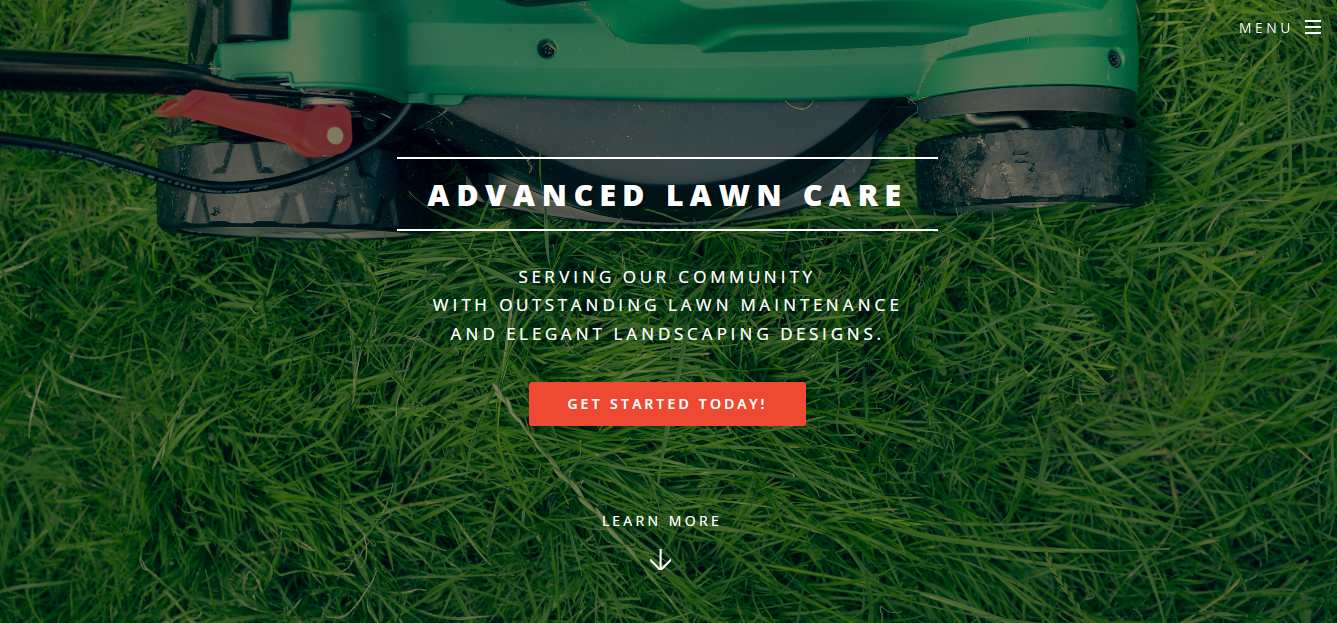 MENU
ADVANCED LAWN CARE
SERVING OUR COMMUNITY
WITH OUTSTANDING LAWN MAINTENANCE
AND ELEGANT LANDSCAPING DESIGNS.
GET STARTED TODAY!
LEARN MORE